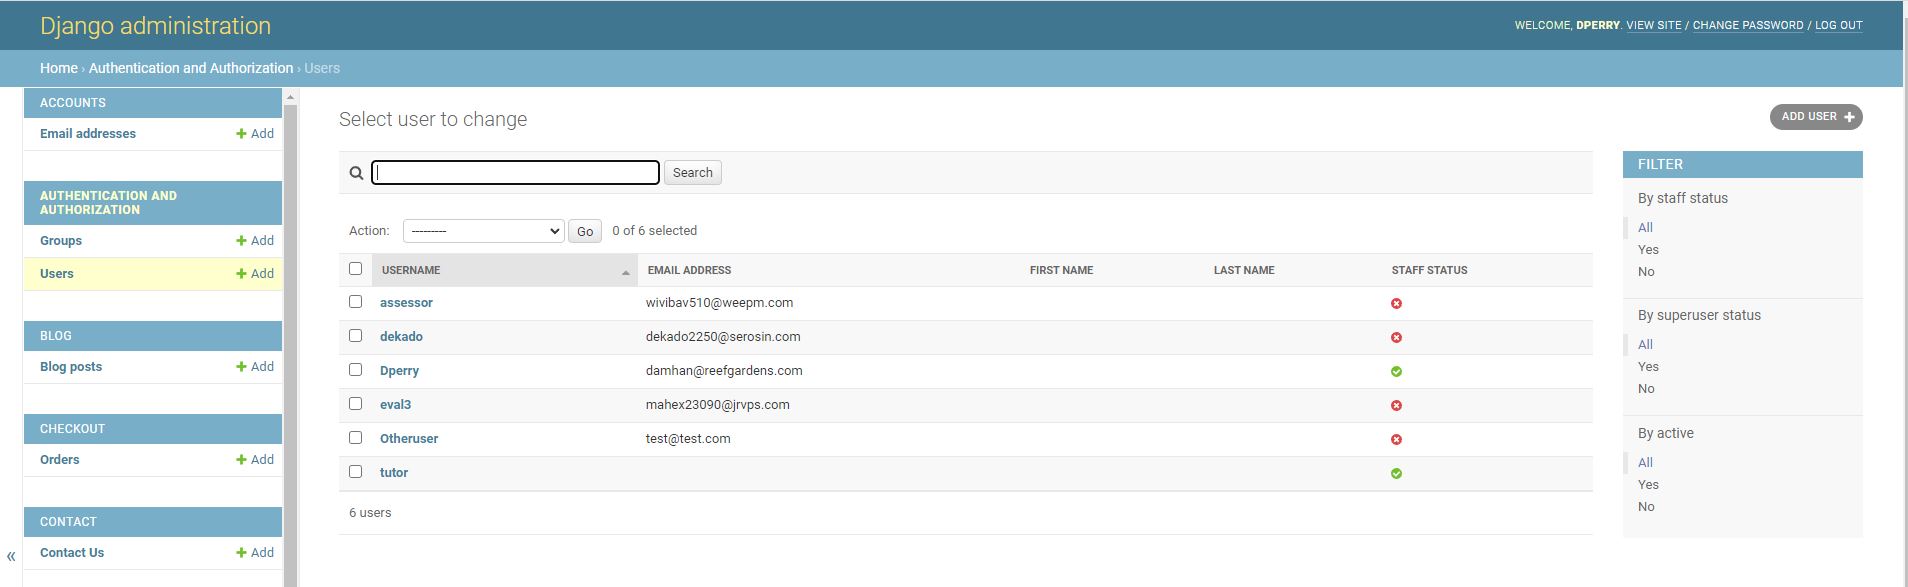 Django administration
WELCOME, DPERRY. VIEW SITE / CHANGE PASSWORD / LOG OUT
Home › Authentication and Authorization › Users
ACCOUNTS
Email addresses + Add
AUTHENTICATION AND
AUTHORIZATION
Groups + Add
Users + Add
BLOG
Blog posts + Add
CHECKOUT
Orders + Add
CONTACT
Contact Us + Add
«
Select user to change
ADD USER +
Search
Action: --------- Go 0 of 6 selected
USERNAME EMAIL ADDRESS FIRST NAME LAST NAME STAFF STATUS
assessor wivibav510@weepm.com
dekado dekado2250@serosin.com
Dperry damhan@reefgardens.com
eval3 mahex23090@jrvps.com
Otheruser test@test.com
tutor
6 users
FILTER
By staff status
All
Yes
No
By superuser status
All
Yes
No
By active
All
Yes
No